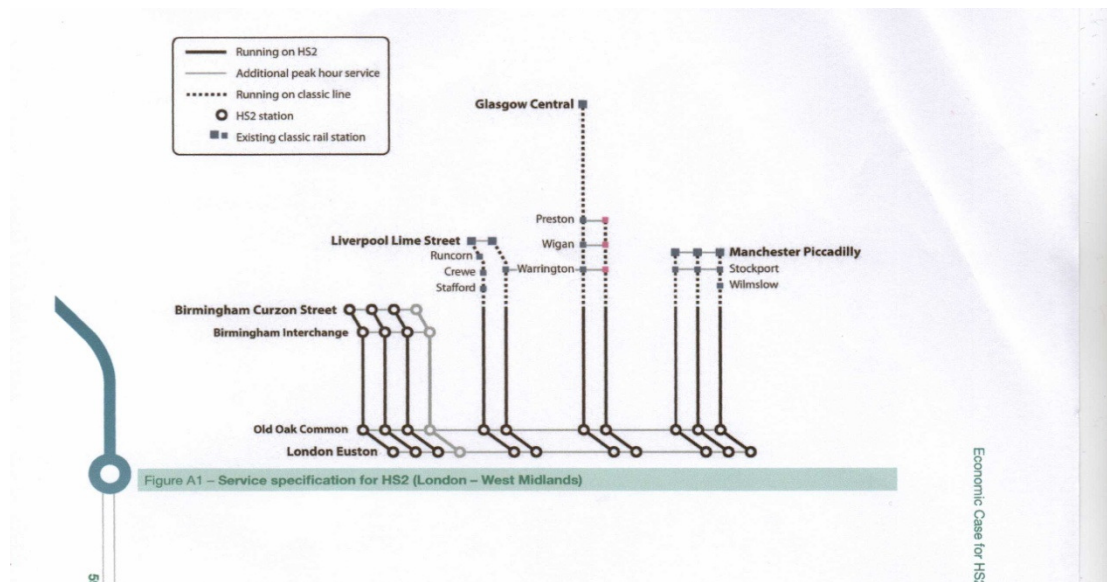 Running on HS2
Additional peak hour service
Running on classic line
HS2 station
Existing classic rail station
Glasgow Central
Preston
Liverpool Lime Street
Wigan
Manchester Piccadilly
Runcorn
Warrington
Stockport
Crewe
Stafford
Wilmslow
Birmingham Curzon Street
Birmingham Interchange
Old Oak Common
London Euston
Figure A1 – Service specification for HS2 (London – West Midlands)
Economic Case for HS2